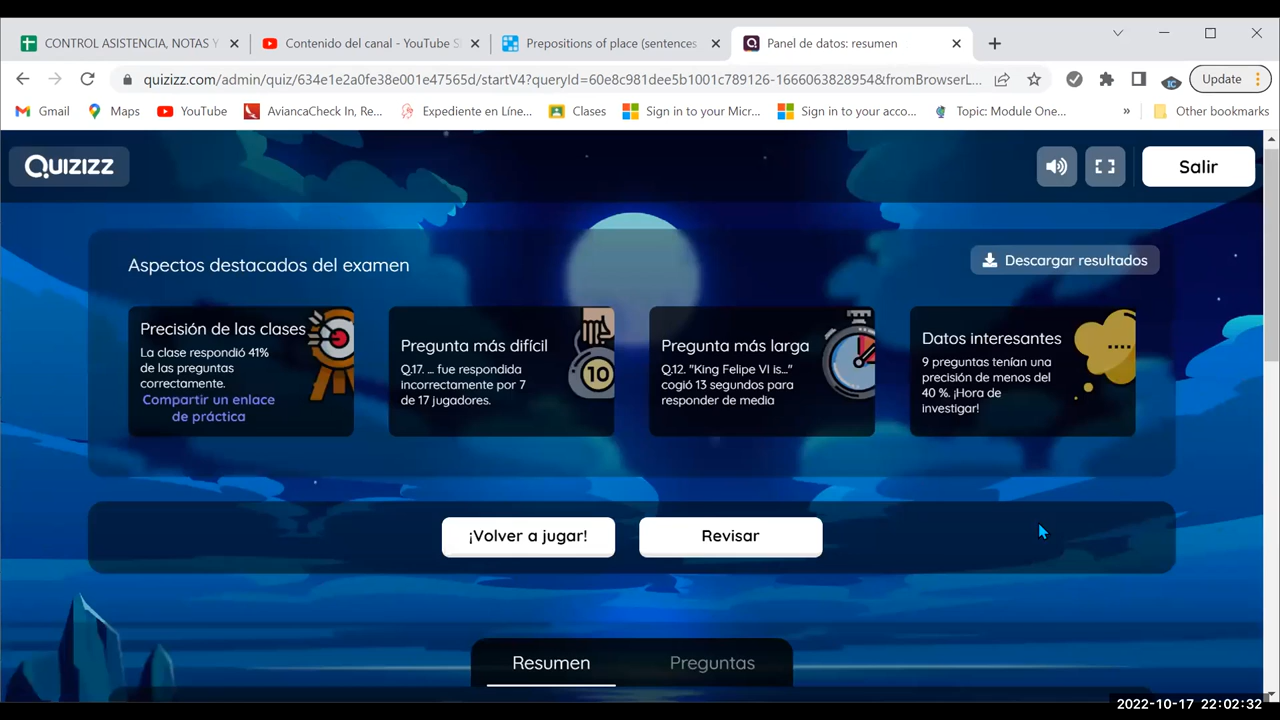 CONTROL ASISTENCIA, NOTAS Y
Contenido del canal - YouTube S
Prepositions of place (sentences
Panel de datos: resumen
quizizz.com/admin/quiz/634e1e2a0fe38e001e47565d/startV4?queryId=60e8c981dee5b1001c789126-1666063828954&fromBrowserL...
Update
Gmail
Maps
YouTube
AviancaCheck In, Re...
Expediente en Líne...
Clases
Sign in to your Micr...
Sign in to your acco...
Topic: Module One...
»
Other bookmarks
Quizizz
Salir
Aspectos destacados del examen
Descargar resultados
Precisión de las clases
La clase respondió 41%
de las preguntas
correctamente.
Compartir un enlace
de práctica
Pregunta más difícil
Q.17. ... fue respondida
incorrectamente por 7
de 17 jugadores.
10
Pregunta más larga
Q.12. "King Felipe VI is..."
cogió 13 segundos para
responder de media
Datos interesantes
9 preguntas tenían una
precisión de menos del
40 %. ¡Hora de
investigar!
¡Volver a jugar!
Revisar
Resumen
Preguntas
2022-10-17 22:02:32